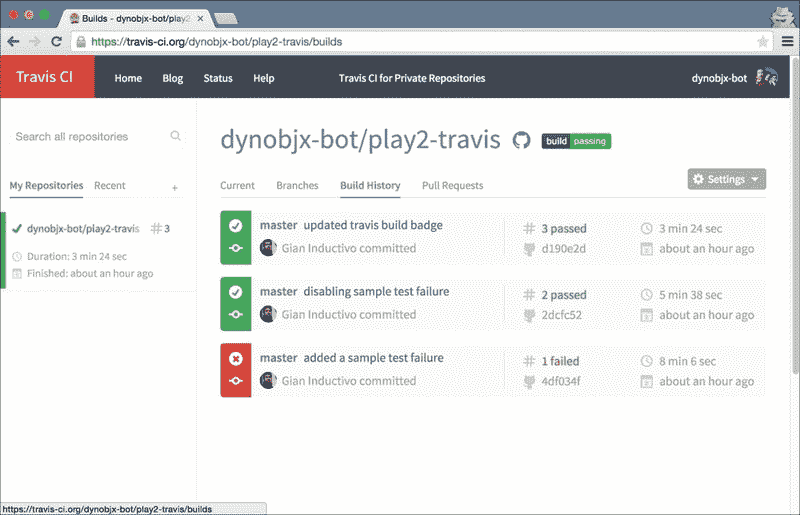 Builds - dynobjx-bot/play2
https://travis-ci.org/dynobjx-bot/play2-travis/builds
Travis CI
Home Blog Status Help Travis CI for Private Repositories dynobjx-bot
Search all repositories
dynobjx-bot/play2-travis build passing
My Repositories Recent +
Current Branches Build History Pull Requests Settings
dynobjx-bot/play2-travis # 3
Duration: 3 min 24 sec
Finished: about an hour ago
master updated travis build badge # 3 passed 3 min 24 sec
Gian Inductivo committed d190e2d about an hour ago
master disabling sample test failure # 2 passed 5 min 38 sec
Gian Inductivo committed 2dcfc52 about an hour ago
master added a sample test failure # 1 failed 8 min 6 sec
Gian Inductivo committed 4df034f about an hour ago
https://travis-ci.org/dynobjx-bot/play2-travis/builds